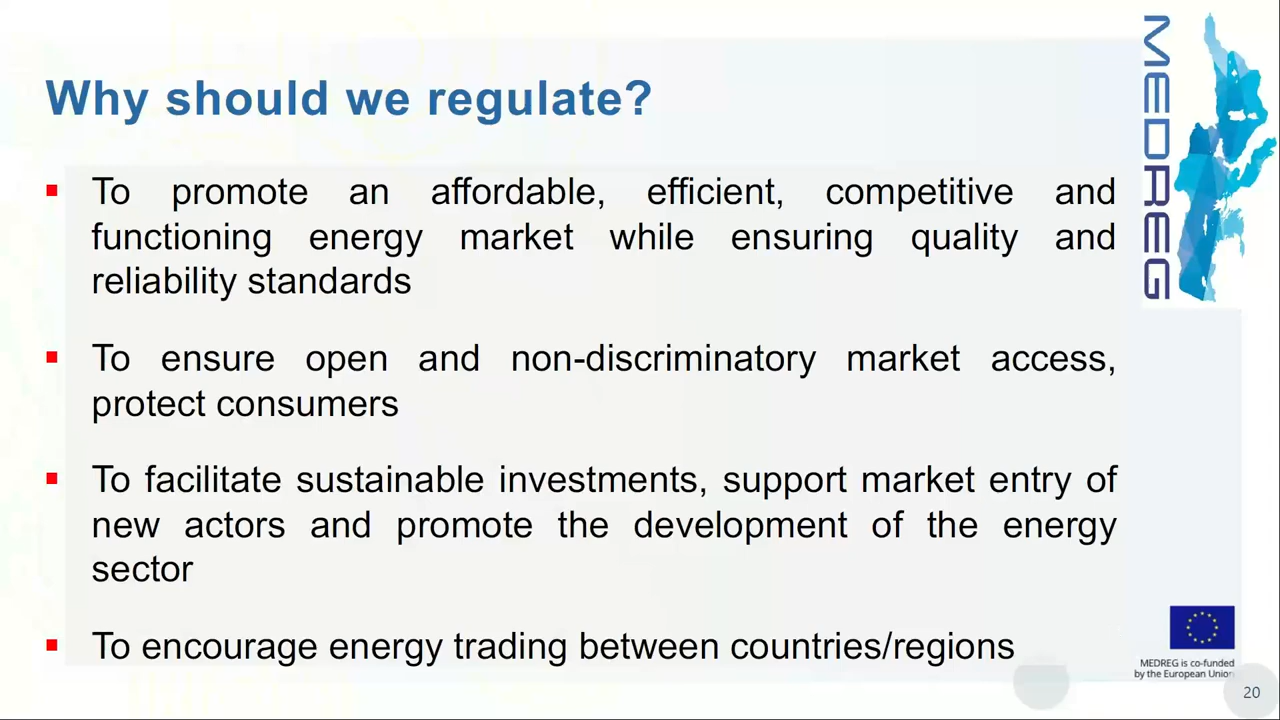 Why should we regulate?
To promote an affordable, efficient, competitive and
functioning energy market while ensuring quality and
reliability standards
To ensure open and non-discriminatory market access,
protect consumers
To facilitate sustainable investments, support market entry of
new actors and promote the development of the energy
sector
To encourage energy trading between countries/regions
MEDREG
MEDREG is co-funded
by the European Union
20